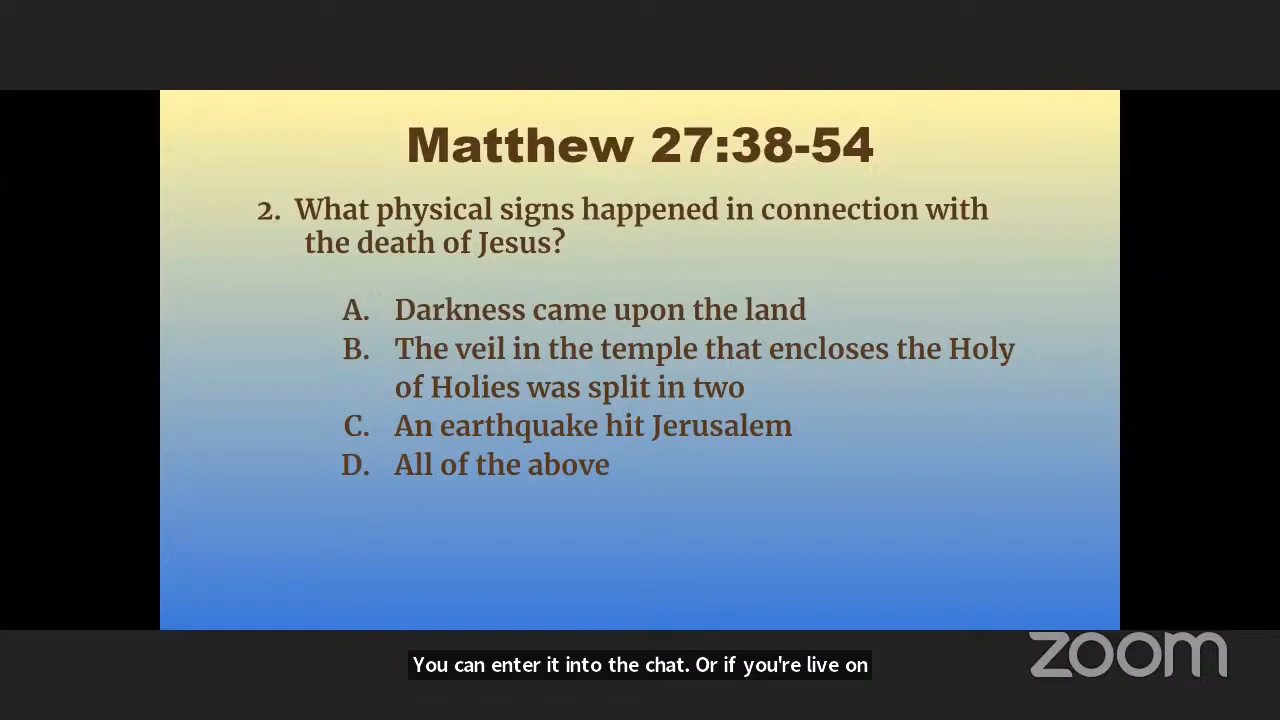 Matthew 27:38-54
2. What physical signs happened in connection with
the death of Jesus?
A. Darkness came upon the land
B. The veil in the temple that encloses the Holy
of Holies was split in two
C. An earthquake hit Jerusalem
D. All of the above
You can enter it into the chat. Or if you're live on
zoom